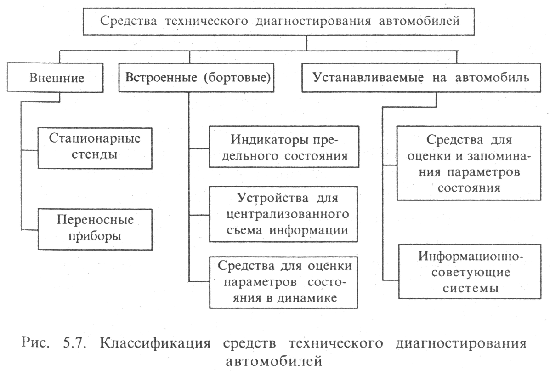 Средства технического диагностирования автомобилей
Внешние
Встроенные (бортовые)
Устанавливаемые на автомобиль
Стационарные
стенды
Переносные
приборы
Индикаторы пре-
дельного состояния
Устройства для
централизованного
съема информации
Средства для оценки
параметров состо-
яния в динамике
Средства для
оценки и запомина-
ния параметров
состояния
Информационно-
советующие
системы
Рис. 5.7. Классификация средств технического диагностирования
автомобилей